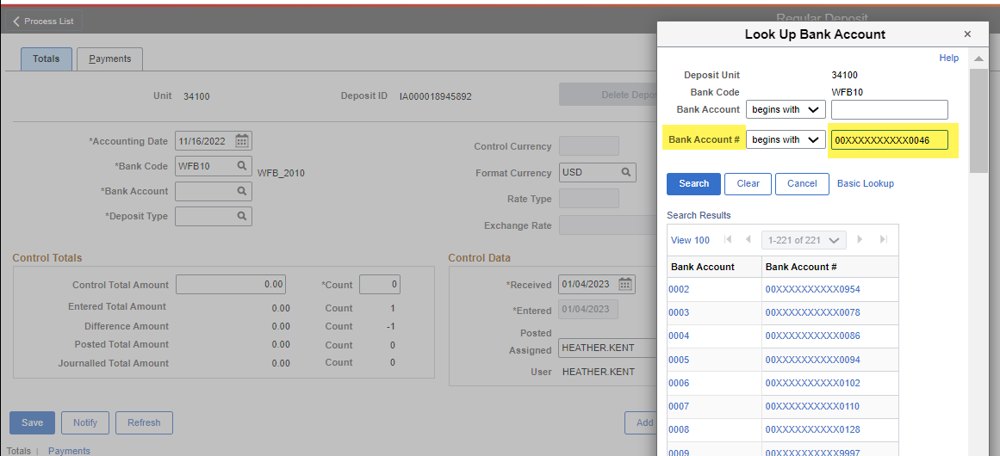 Process List
Regular Deposit
Totals
Payments
Unit 34100 Deposit ID IA000018945892 Delete Depo
*Accounting Date 11/16/2022
*Bank Code WFB10 WFB_2010
*Bank Account
*Deposit Type
Control Currency
Format Currency USD
Rate Type
Exchange Rate
Control Totals
Control Total Amount 0.00 *Count 0
Entered Total Amount 0.00 Count 1
Difference Amount 0.00 Count -1
Posted Total Amount 0.00 Count 0
Journalled Total Amount 0.00 Count 0
Control Data
*Received 01/04/2023
*Entered 01/04/2023
Posted
Assigned HEATHER.KENT
User HEATHER.KENT
Save Notify Refresh Add
Totals | Payments
Look Up Bank Account ×
Help
Deposit Unit 34100
Bank Code WFB10
Bank Account begins with
Bank Account # begins with 00XXXXXXXXXX0046
Search Clear Cancel Basic Lookup
Search Results
View 100 1-221 of 221
Bank Account Bank Account #
0002 00XXXXXXXXXX0954
0003 00XXXXXXXXXX0078
0004 00XXXXXXXXXX0086
0005 00XXXXXXXXXX0094
0006 00XXXXXXXXXX0102
0007 00XXXXXXXXXX0110
0008 00XXXXXXXXXX0128
0009 00XXXXXXXXXX9997